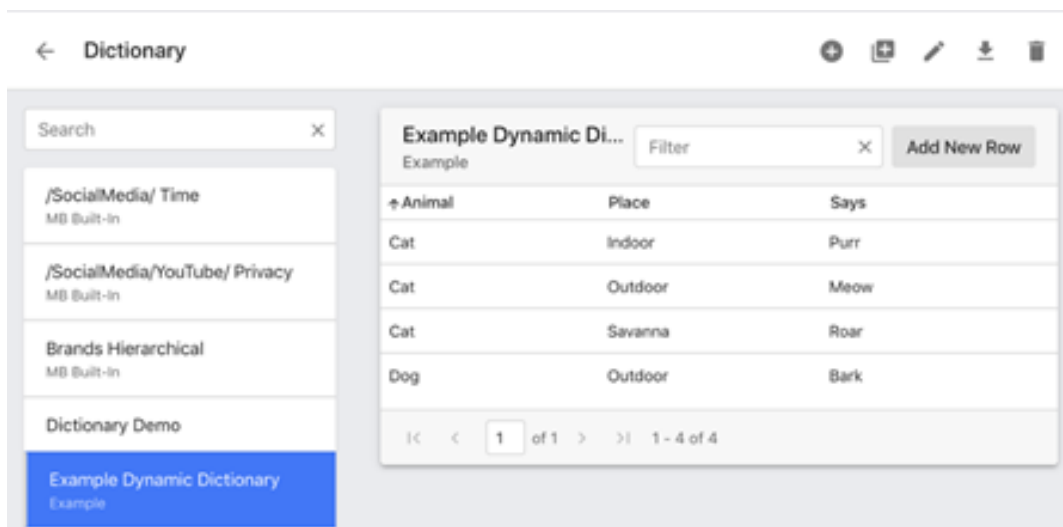 Dictionary
Search
/SocialMedia/ Time
MB Built-In
/SocialMedia/YouTube/ Privacy
MB Built-In
Brands Hierarchical
MB Built-In
Dictionary Demo
Example Dynamic Dictionary
Example
Example Dynamic Di...
Example
Filter
Add New Row
Animal Place Says
Cat Indoor Purr
Cat Outdoor Meow
Cat Savanna Roar
Dog Outdoor Bark
1 of 1 1 - 4 of 4